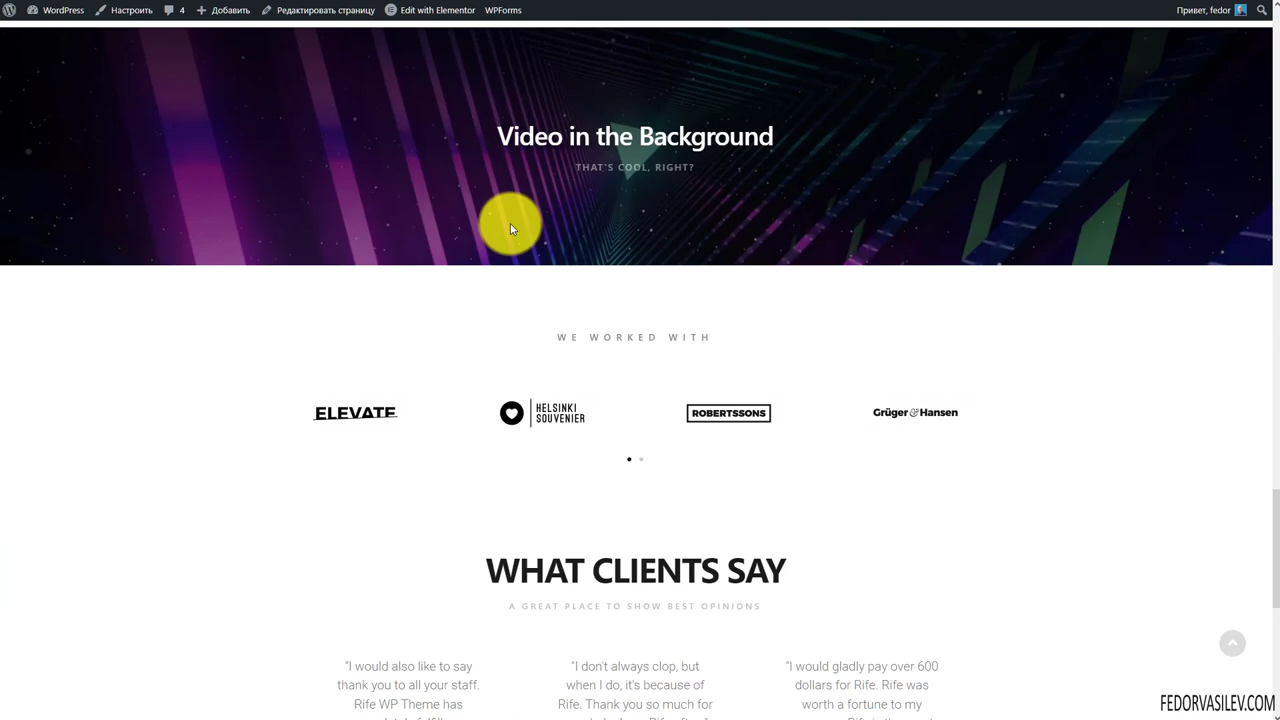 WordPress Настроить 4 Добавить Редактировать страницу Edit with Elementor WPForms Привет, fedor
Video in the Background
THAT'S COOL, RIGHT?
WE WORKED WITH
ELEVATE
HELSINKI
SOUVENIER
ROBERTSSONS
Grüger & Hansen
WHAT CLIENTS SAY
A GREAT PLACE TO SHOW BEST OPINIONS
"I would also like to say
thank you to all your staff.
Rife WP Theme has
"I don't always clop, but
when I do, it's because of
Rife. Thank you so much for
"I would gladly pay over 600
dollars for Rife. Rife was
worth a fortune to my
FEDORVASILEV.COM